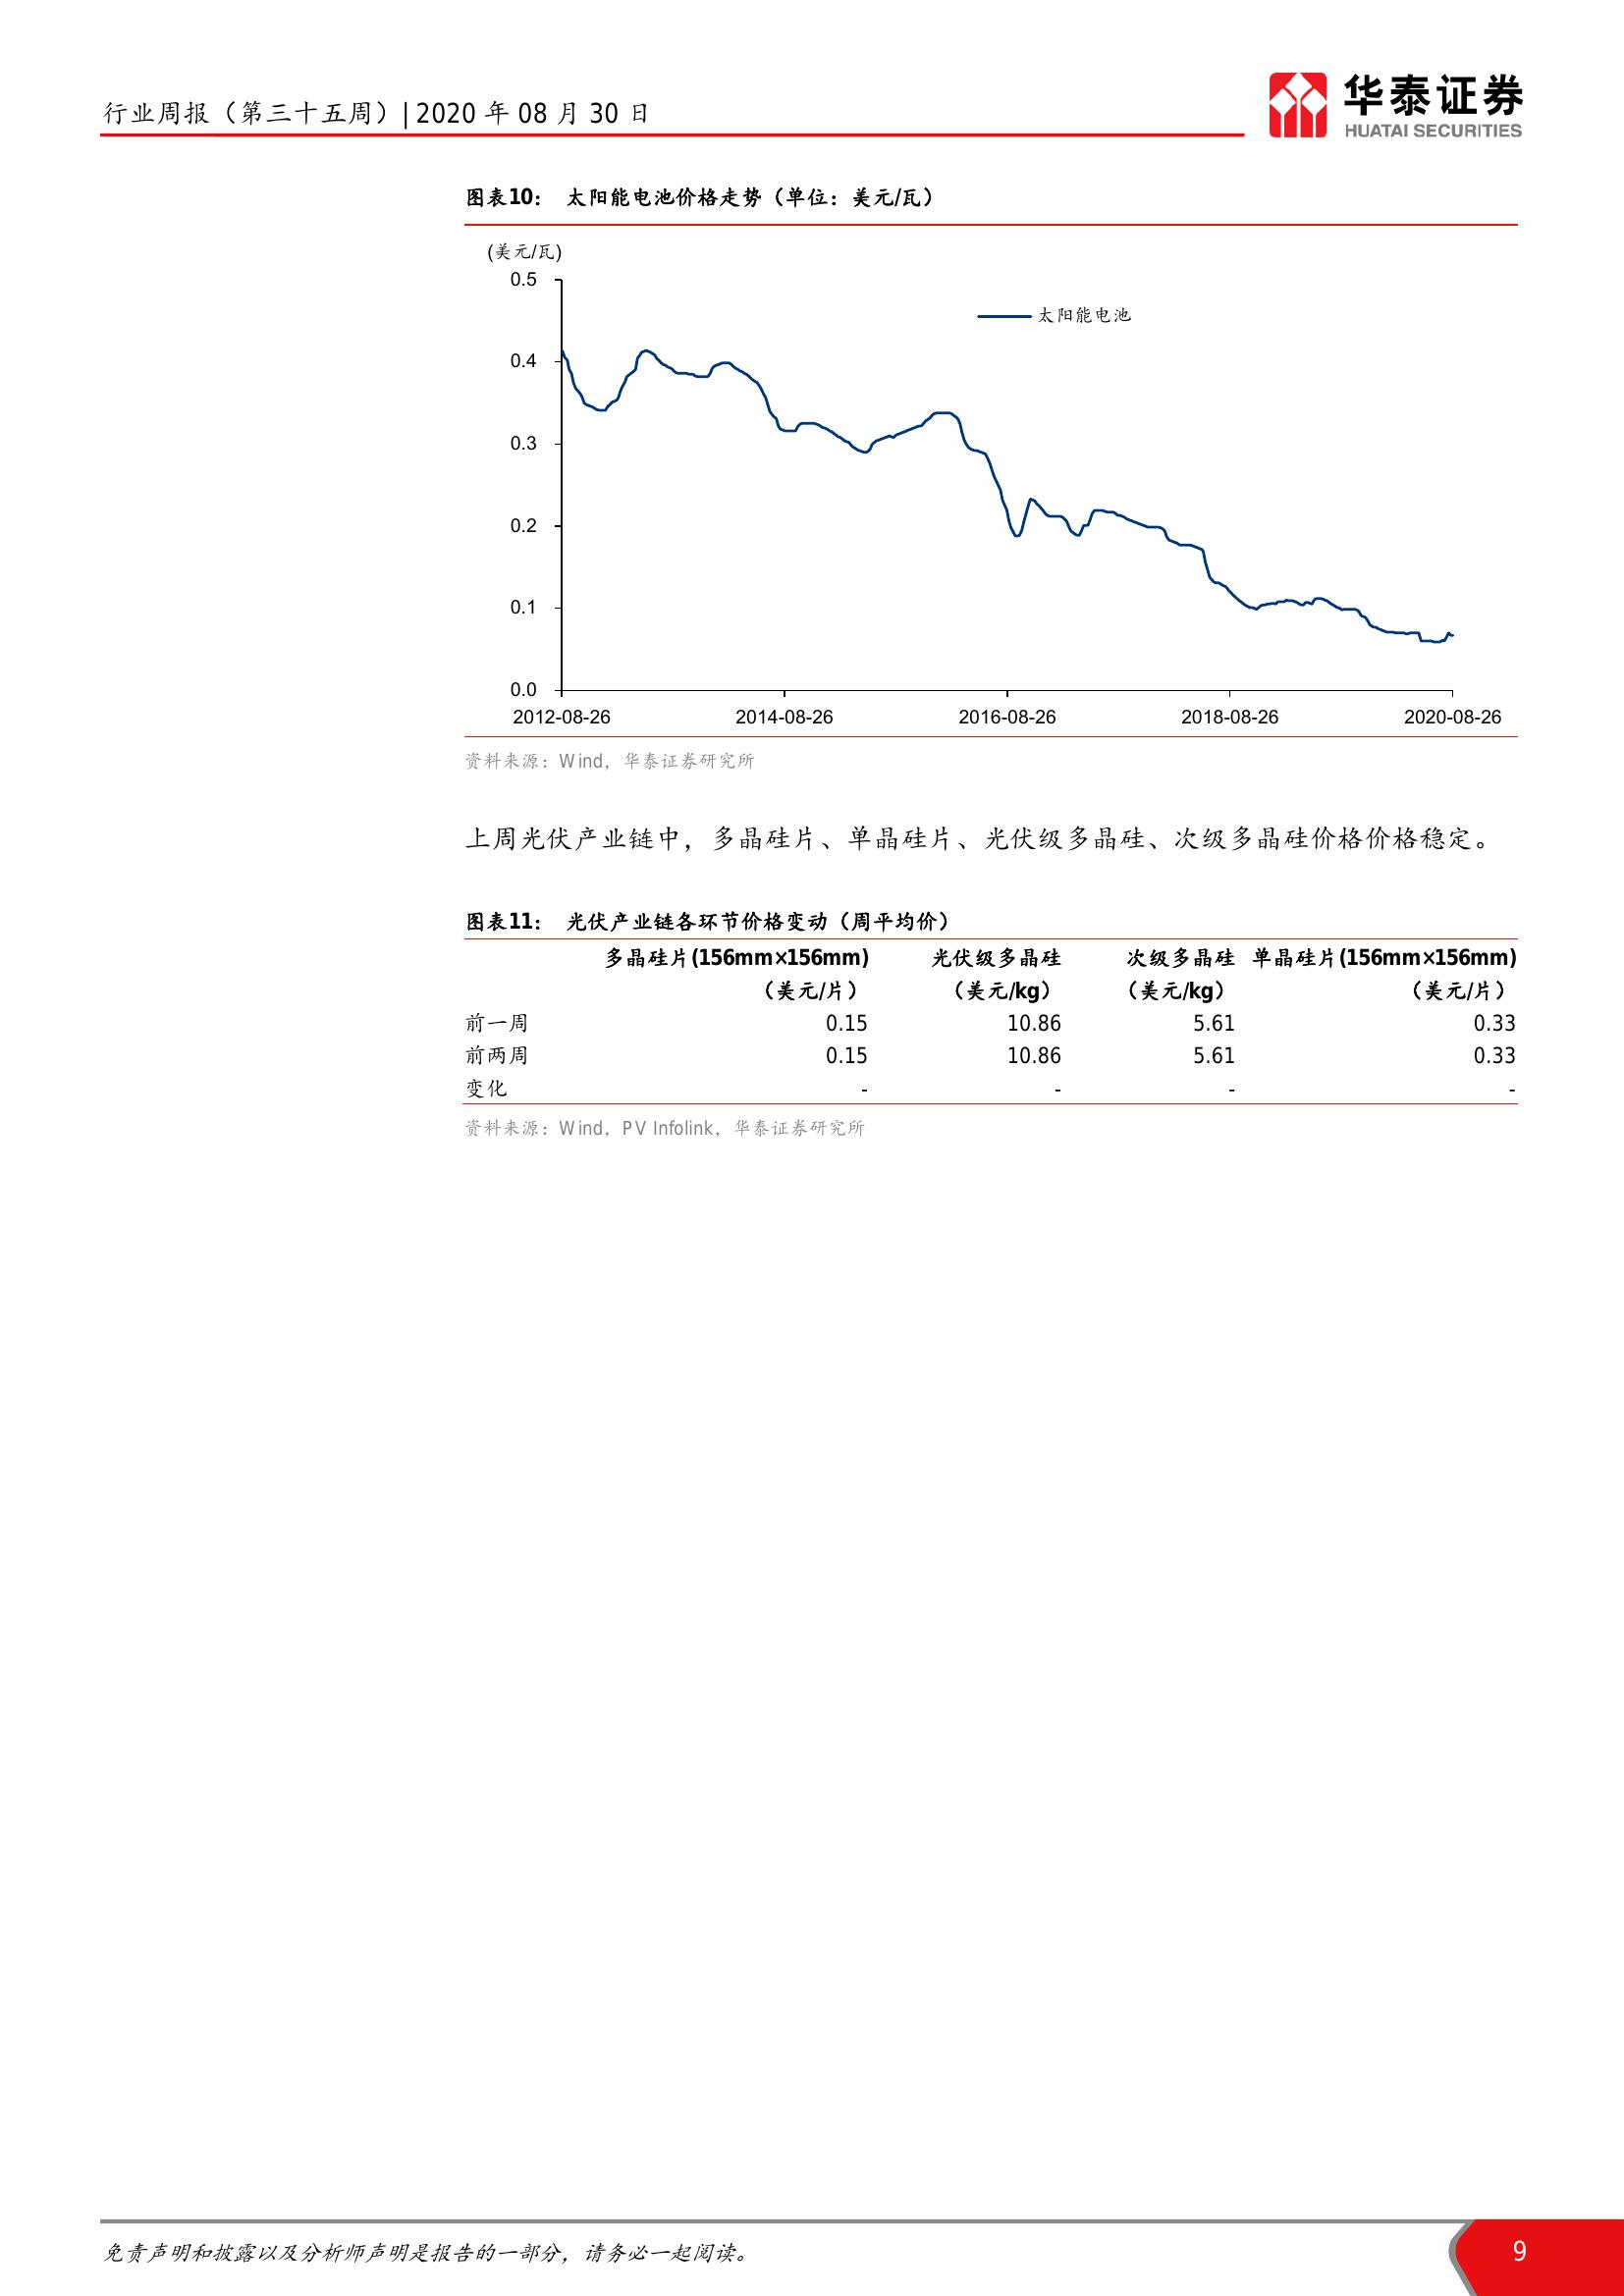 行业周报（第三十五周）| 2020 年 08 月 30 日
华泰证券
HUATAI SECURITIES
图表10： 太阳能电池价格走势（单位：美元/瓦）
(美元/瓦)
0.5
太阳能电池
0.4
0.3
0.2
0.1
0.0
2012-08-26 2014-08-26 2016-08-26 2018-08-26 2020-08-26
资料来源：Wind，华泰证券研究所
上周光伏产业链中，多晶硅片、单晶硅片、光伏级多晶硅、次级多晶硅价格价格稳定。
图表11： 光伏产业链各环节价格变动（周平均价）
多晶硅片(156mm×156mm) 光伏级多晶硅 次级多晶硅 单晶硅片(156mm×156mm)
（美元/片） （美元/kg） （美元/kg） （美元/片）
前一周 0.15 10.86 5.61 0.33
前两周 0.15 10.86 5.61 0.33
变化 - - - -
资料来源：Wind，PV Infolink，华泰证券研究所
免责声明和披露以及分析师声明是报告的一部分，请务必一起阅读。
9